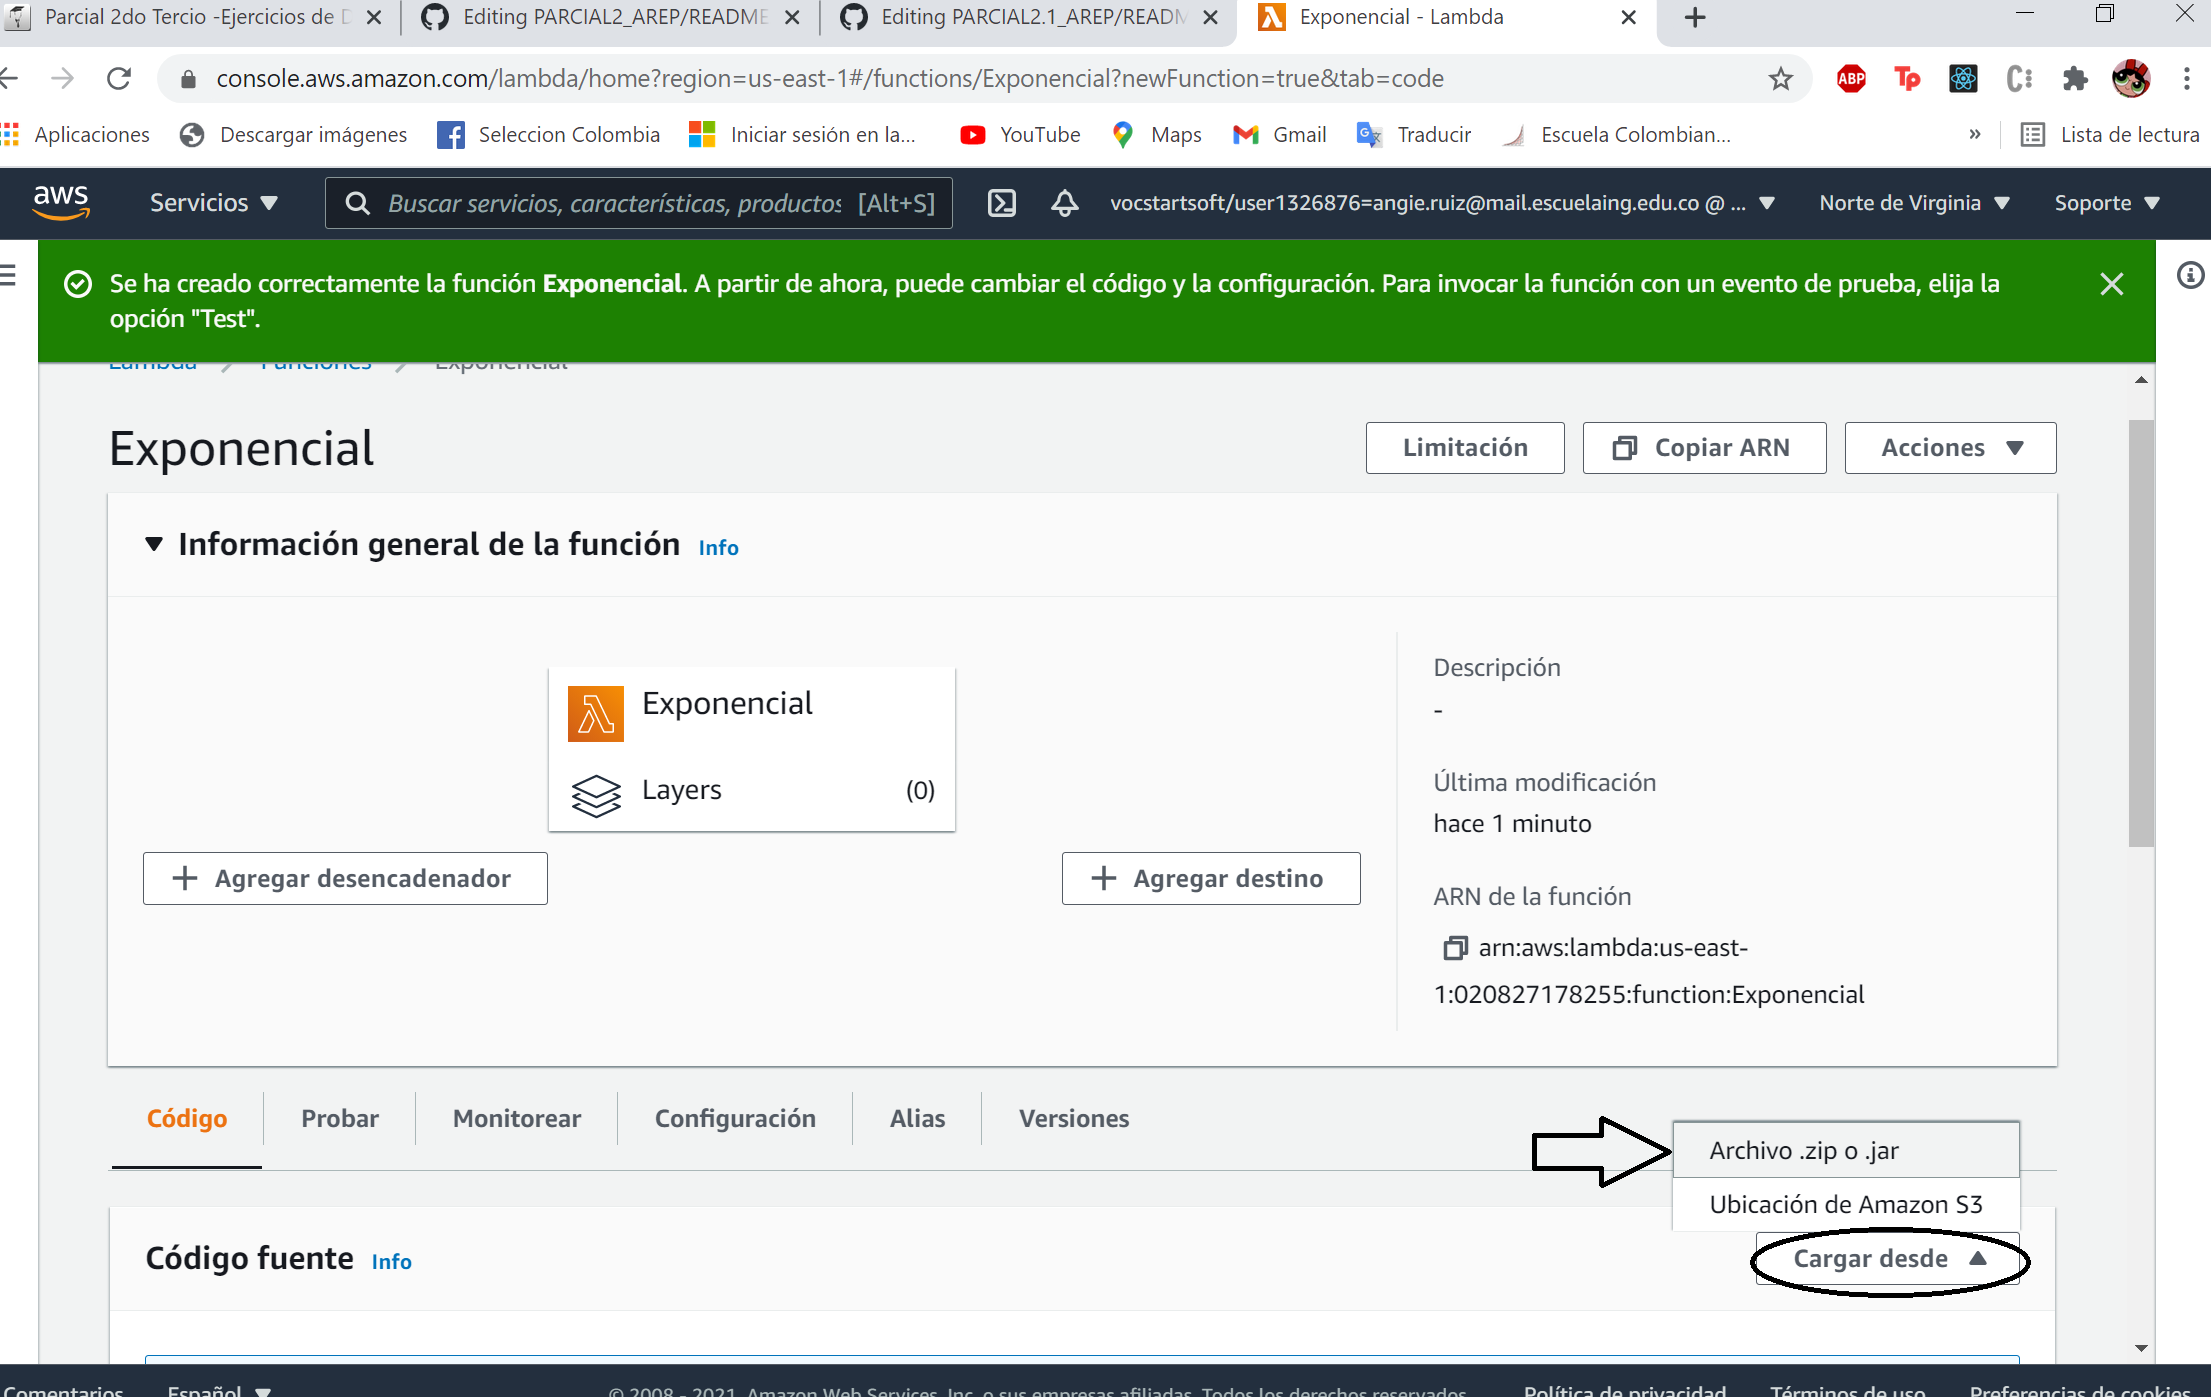 Parcial 2do Tercio -Ejercicios de D
Editing PARCIAL2_AREP/README
Editing PARCIAL2.1_AREP/READM
Exponencial - Lambda
console.aws.amazon.com/lambda/home?region=us-east-1#/functions/Exponencial?newFunction=true&tab=code
ABP
Tp
Aplicaciones
Descargar imágenes
Seleccion Colombia
Iniciar sesión en la...
YouTube
Maps
Gmail
Traducir
Escuela Colombian...
»
Lista de lectura
aws
Servicios
Buscar servicios, características, productos [Alt+S]
vocstartsoft/user1326876=angie.ruiz@mail.escuelaing.edu.co @ ...
Norte de Virginia
Soporte
Se ha creado correctamente la función Exponencial. A partir de ahora, puede cambiar el código y la configuración. Para invocar la función con un evento de prueba, elija la
opción "Test".
Lambda
Funciones
Exponencial
Exponencial
Limitación
Copiar ARN
Acciones
Información general de la función Info
Exponencial
Layers (0)
Agregar desencadenador
Agregar destino
Descripción
-
Última modificación
hace 1 minuto
ARN de la función
arn:aws:lambda:us-east-
1:020827178255:function:Exponencial
Código
Probar
Monitorear
Configuración
Alias
Versiones
Archivo .zip o .jar
Ubicación de Amazon S3
Código fuente Info
Cargar desde
Comentarios
Español
© 2008 - 2021, Amazon Web Services, Inc. o sus empresas afiliadas. Todos los derechos reservados.
Política de privacidad
Términos de uso
Preferencias de cookies